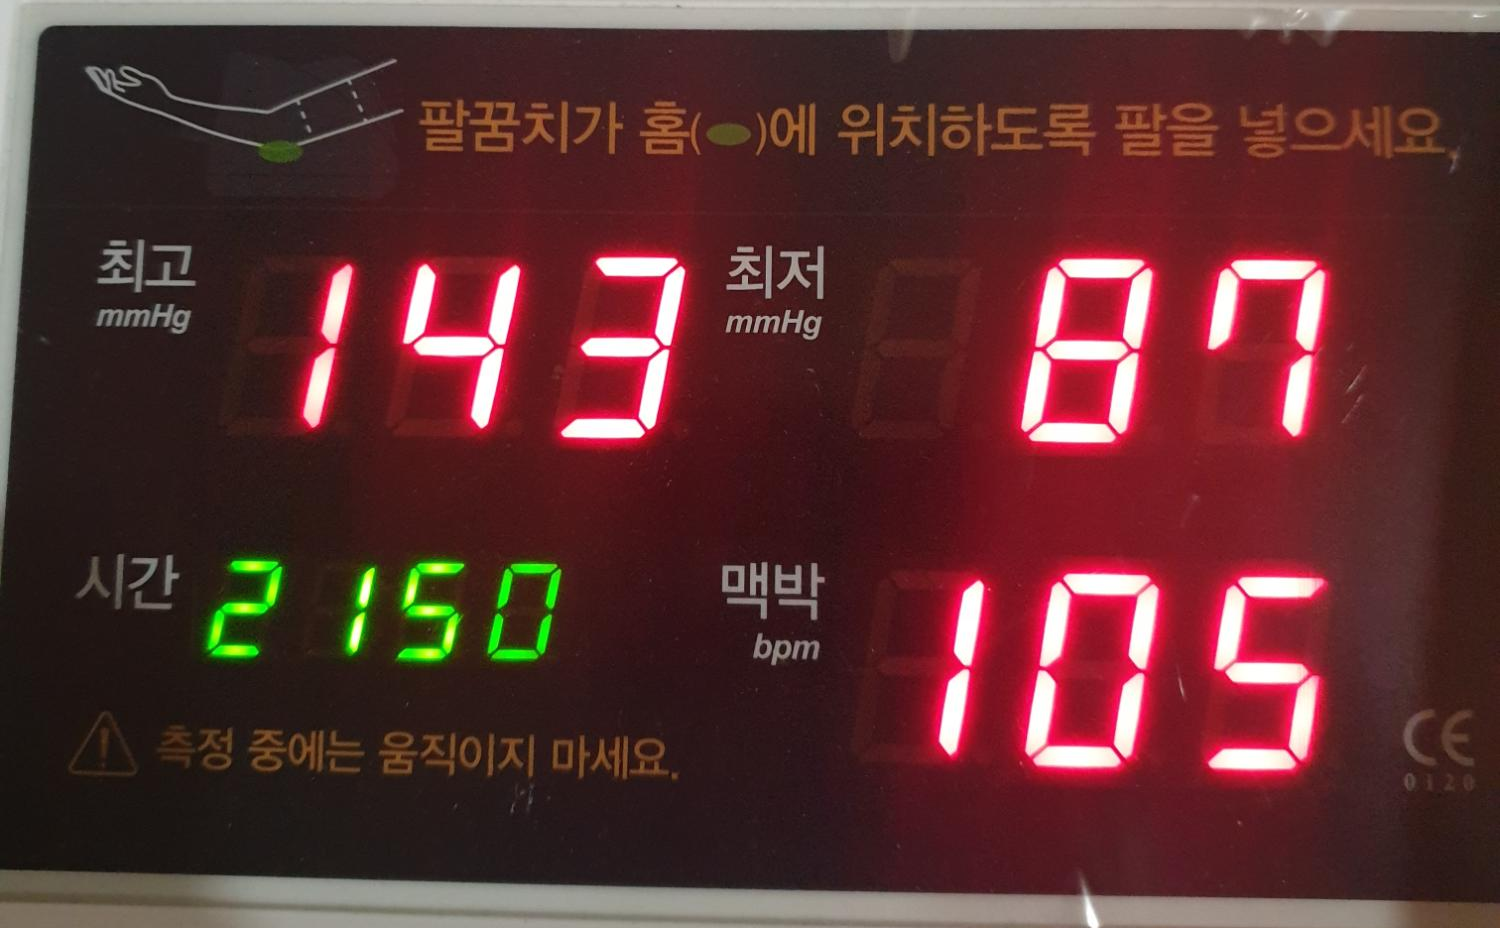 팔꿈치가 홈( )에 위치하도록 팔을 넣으세요.
최고 143 최저 87
mmHg mmHg
시간 2150 맥박 105
bpm
측정 중에는 움직이지 마세요.
CE
0120